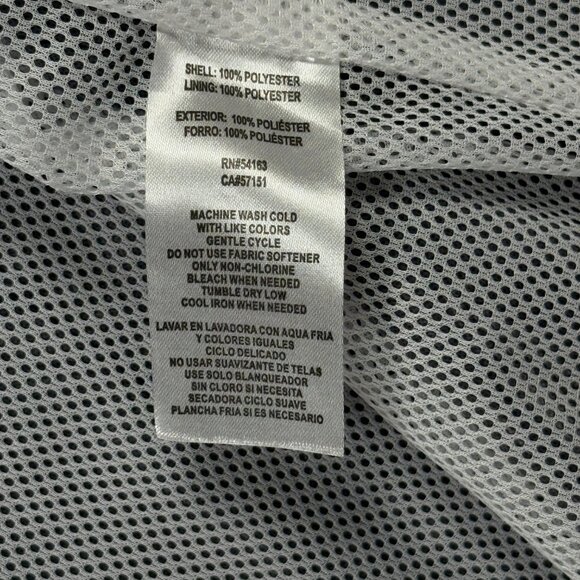 SHELL: 100% POLYESTER
LINING: 100% POLYESTER
EXTERIOR: 100% POLIÉSTER
FORRO: 100% POLIÉSTER
RN#54163
CA#57151
MACHINE WASH COLD
WITH LIKE COLORS
GENTLE CYCLE
DO NOT USE FABRIC SOFTENER
ONLY NON-CHLORINE
BLEACH WHEN NEEDED
TUMBLE DRY LOW
COOL IRON WHEN NEEDED
LAVAR EN LAVADORA CON AQUA FRIA
Y COLORES IGUALES
CICLO DELICADO
NO USAR SUAVIZANTE DE TELAS
USE SOLO BLANQUEADOR
SIN CLORO SI NECESITA
SECADORA CICLO SUAVE
PLANCHA FRIA SI ES NECESARIO